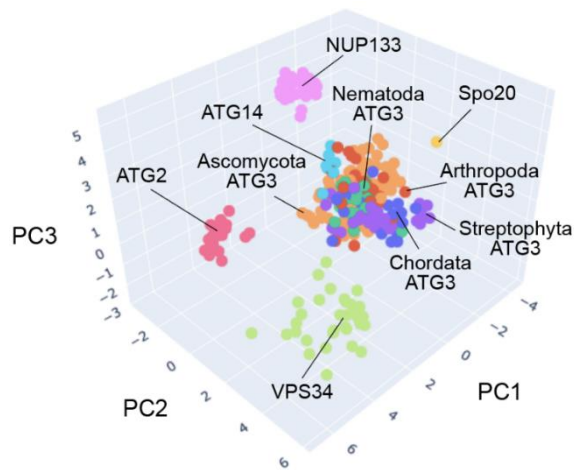 NUP133
Nematoda
ATG3
Spo20
ATG14
Ascomycota
ATG3
ATG2
Arthropoda
ATG3
Streptophyta
ATG3
Chordata
ATG3
VPS34
PC3
5
4
3
2
1
0
−1
−2
−3
PC2
−2
0
2
4
6
PC1
−4
−2
0
2
4
6